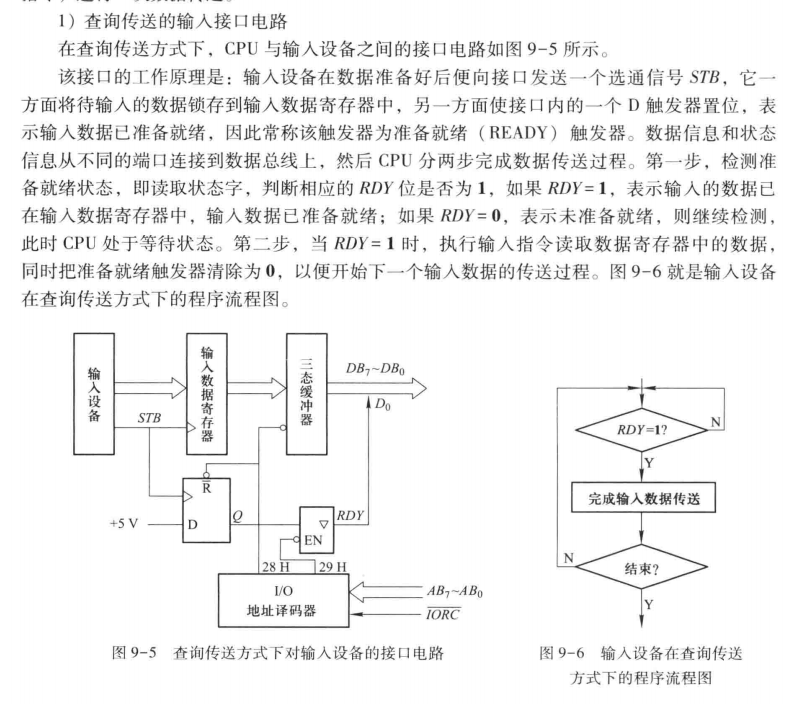 1）查询传送的输入接口电路
在查询传送方式下，CPU 与输入设备之间的接口电路如图 9-5 所示。
该接口的工作原理是：输入设备在数据准备好后便向接口发送一个选通信号 STB，它一
方面将待输入的数据锁存到输入数据寄存器中，另一方面使接口内的一个 D 触发器置位，表
示输入数据已准备就绪，因此常称该触发器为准备就绪（READY）触发器。数据信息和状态
信息从不同的端口连接到数据总线上，然后 CPU 分两步完成数据传送过程。第一步，检测准
备就绪状态，即读取状态字，判断相应的 RDY 位是否为 1，如果 RDY=1，表示输入的数据已
在输入数据寄存器中，输入数据已准备就绪；如果 RDY=0，表示未准备就绪，则继续检测，
此时 CPU 处于等待状态。第二步，当 RDY=1 时，执行输入指令读取数据寄存器中的数据，
同时把准备就绪触发器清除为 0，以便开始下一个输入数据的传送过程。图 9-6 就是输入设备
在查询传送方式下的程序流程图。
输入设备
STB
输入数据寄存器
三态缓冲器
DB₇~DB₀
D₀
R̅
+5 V
D
Q
▽
EN
RDY
28 H
29 H
I/O
地址译码器
AB₇~AB₀
I̅O̅R̅C̅
图 9-5 查询传送方式下对输入设备的接口电路
RDY=1?
N
Y
完成输入数据传送
N
结束?
Y
图 9-6 输入设备在查询传送
方式下的程序流程图